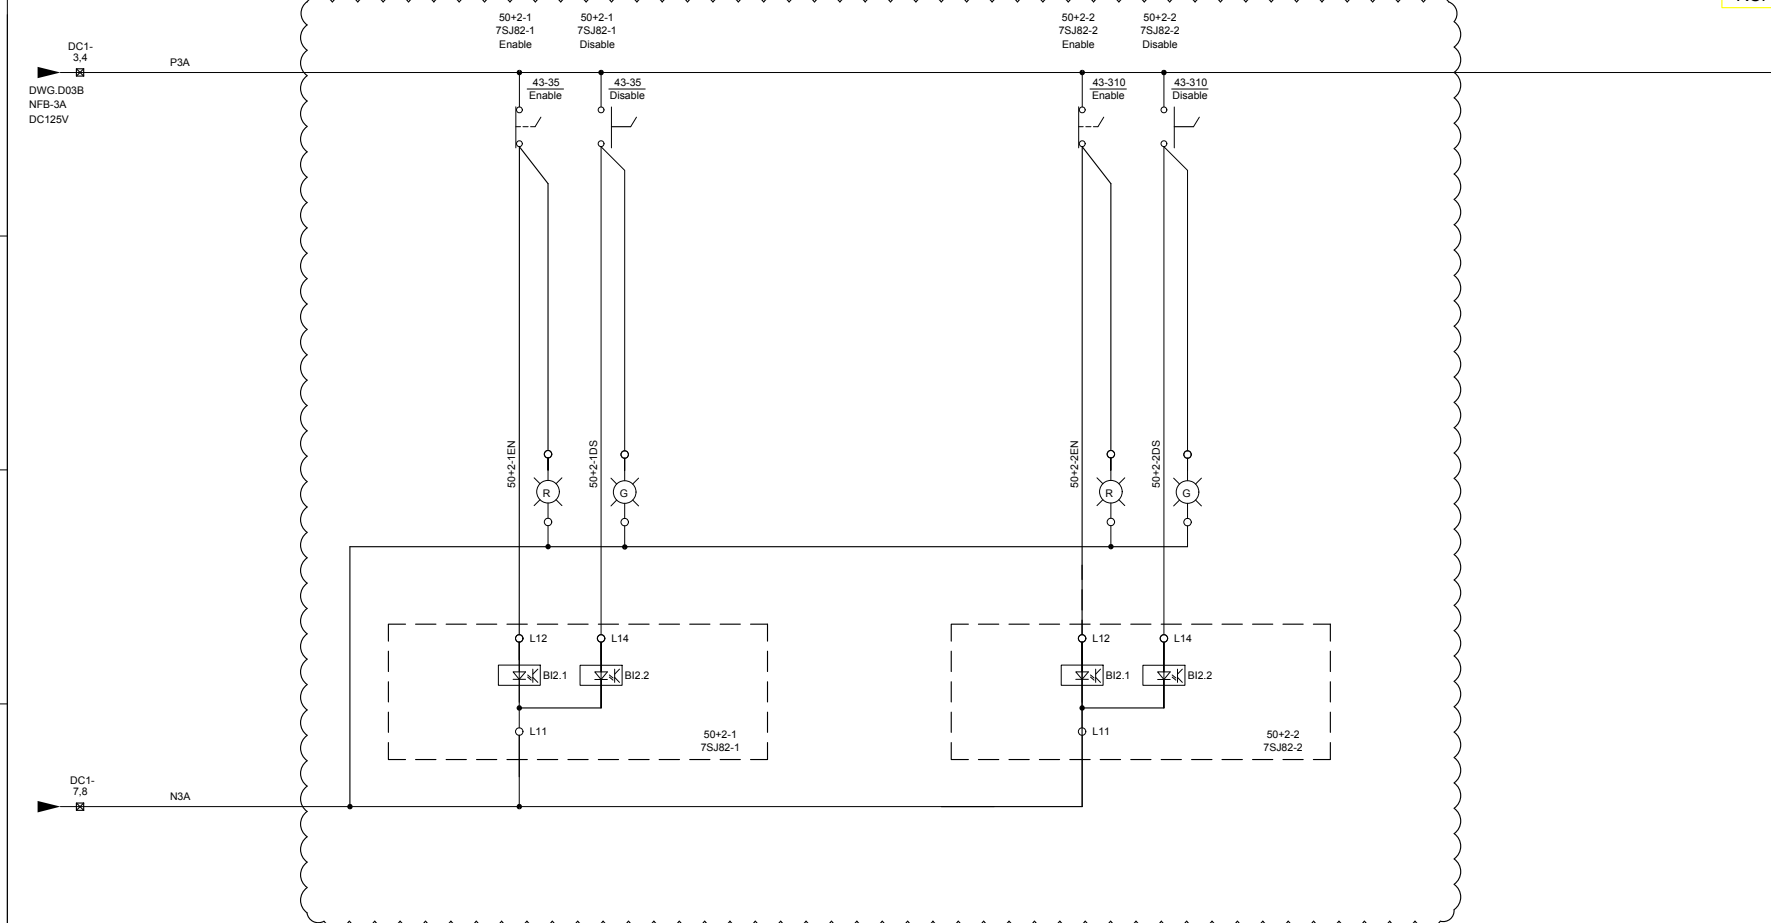 50+2-1
7SJ82-1
Enable
50+2-1
7SJ82-1
Disable
50+2-2
7SJ82-2
Enable
50+2-2
7SJ82-2
Disable
DC1-
3,4
P3A
DWG.D03B
NFB-3A
DC125V
43-35
Enable
43-35
Disable
43-310
Enable
43-310
Disable
50+2-1EN
R
50+2-1DS
G
50+2-2EN
R
50+2-2DS
G
L12
L14
BI2.1
BI2.2
L11
50+2-1
7SJ82-1
L12
L14
BI2.1
BI2.2
L11
50+2-2
7SJ82-2
DC1-
7,8
N3A